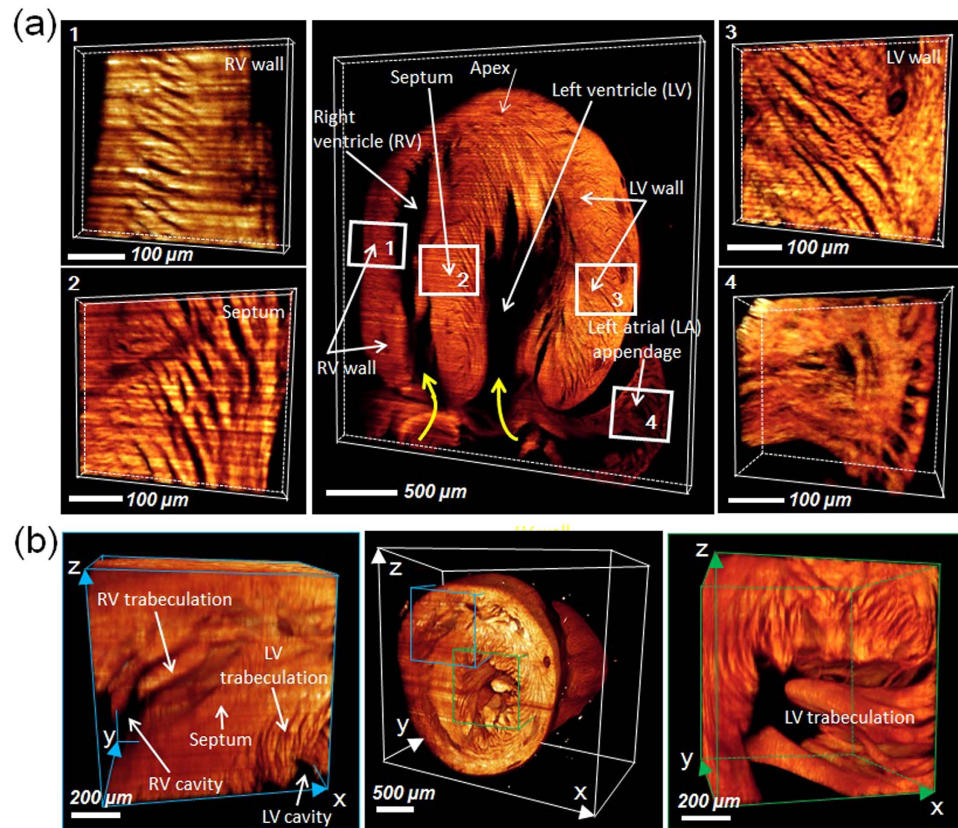 (a)
1
RV wall
100 µm
2
Septum
100 µm
Apex
Septum
Left ventricle (LV)
Right
ventricle (RV)
LV wall
1
2
3
Left atrial (LA)
appendage
RV wall
4
500 µm
3
LV wall
100 µm
4
100 µm
(b)
z
RV trabeculation
LV
trabeculation
y
Septum
RV cavity
x
200 µm
LV cavity
z
y
x
500 µm
z
LV trabeculation
y
x
200 µm